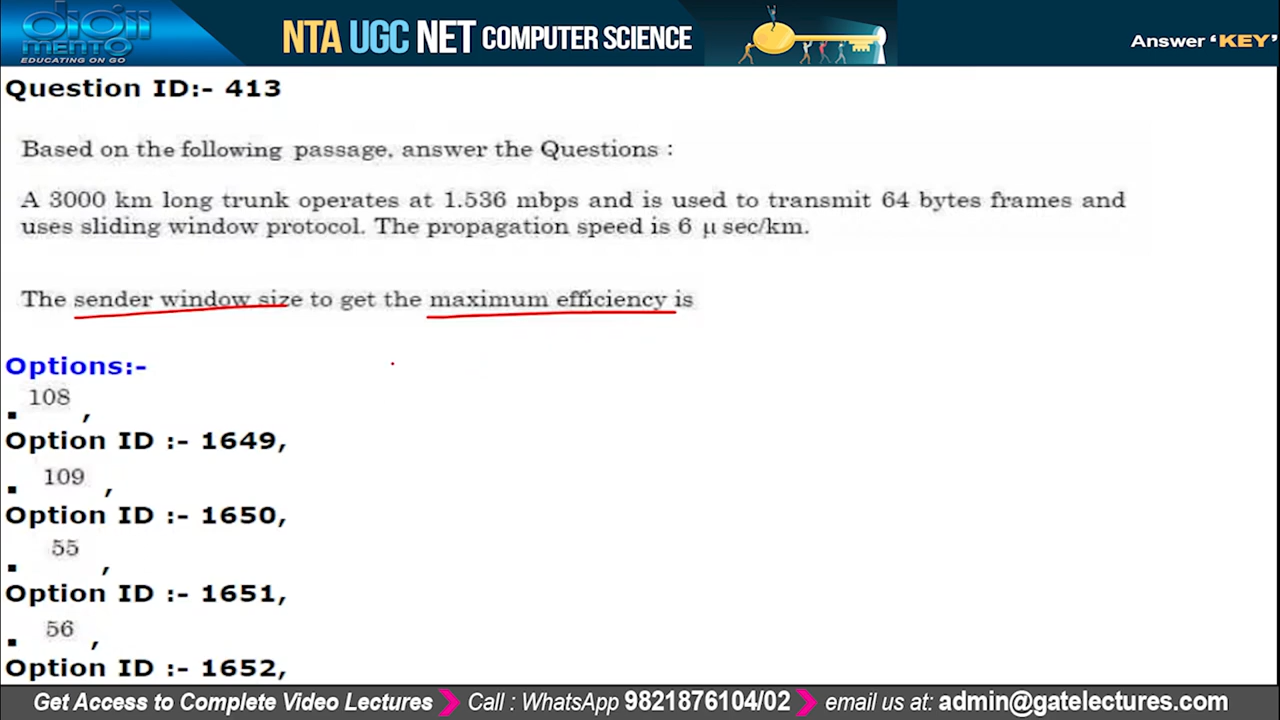 DIGII
MENTO
EDUCATING ON GO
NTA UGC NET COMPUTER SCIENCE
Answer ‘KEY’
Question ID:- 413
Based on the following passage, answer the Questions :
A 3000 km long trunk operates at 1.536 mbps and is used to transmit 64 bytes frames and
uses sliding window protocol. The propagation speed is 6 μ sec/km.
The sender window size to get the maximum efficiency is
Options:-
108 ,
Option ID :- 1649,
109 ,
Option ID :- 1650,
55 ,
Option ID :- 1651,
56 ,
Option ID :- 1652,
Get Access to Complete Video Lectures Call : WhatsApp 9821876104/02 email us at: admin@gatelectures.com